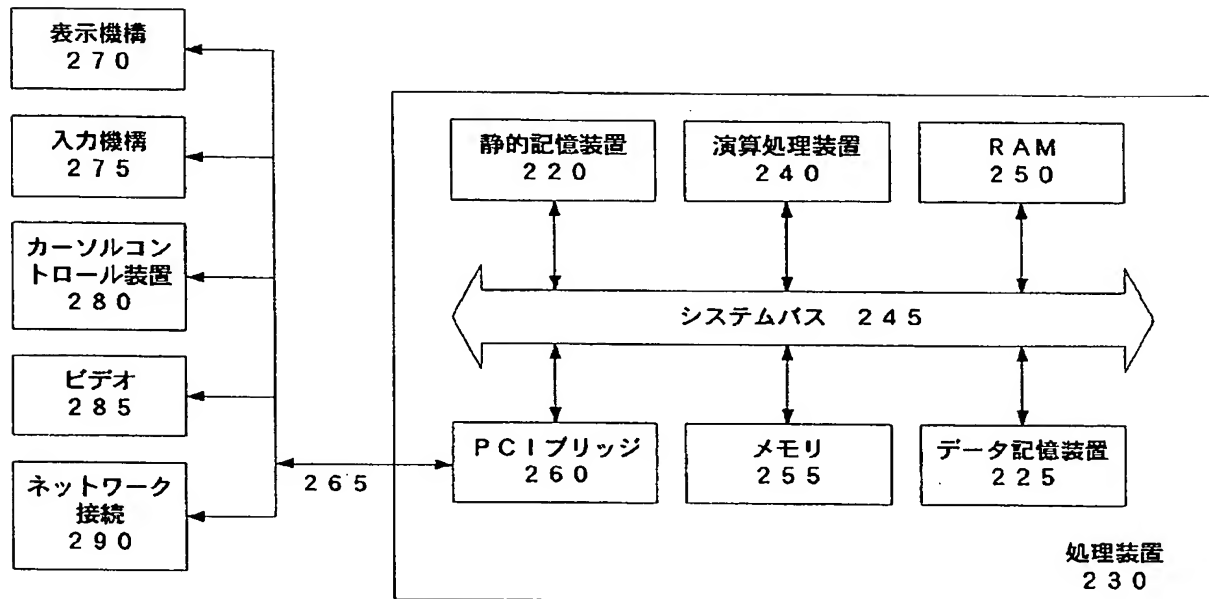 表示機構
２７０
入力機構
２７５
カーソルコン
トロール装置
２８０
ビデオ
２８５
ネットワーク
接続
２９０
２６５
静的記憶装置
２２０
演算処理装置
２４０
ＲＡＭ
２５０
システムバス　２４５
ＰＣＩブリッジ
２６０
メモリ
２５５
データ記憶装置
２２５
処理装置
２３０